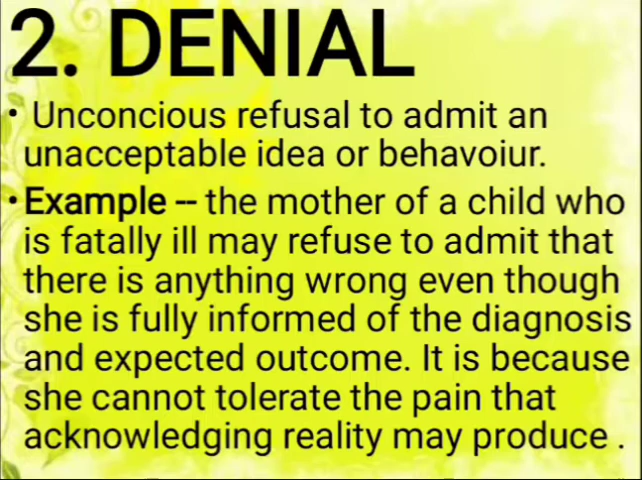 2. DENIAL
• Unconcious refusal to admit an
unacceptable idea or behavoiur.
• Example -- the mother of a child who
is fatally ill may refuse to admit that
there is anything wrong even though
she is fully informed of the diagnosis
and expected outcome. It is because
she cannot tolerate the pain that
acknowledging reality may produce .